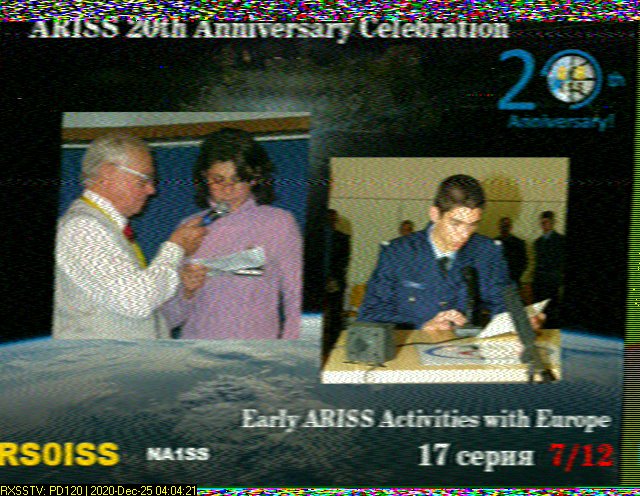 ARISS 20th Anniversary Celebration
20th
Anniversary!
Early ARISS Activities with Europe
RS0ISS NA1SS 17 серия 7/12
RXSSTV: PD120 | 2020-Dec-25 04:04:21